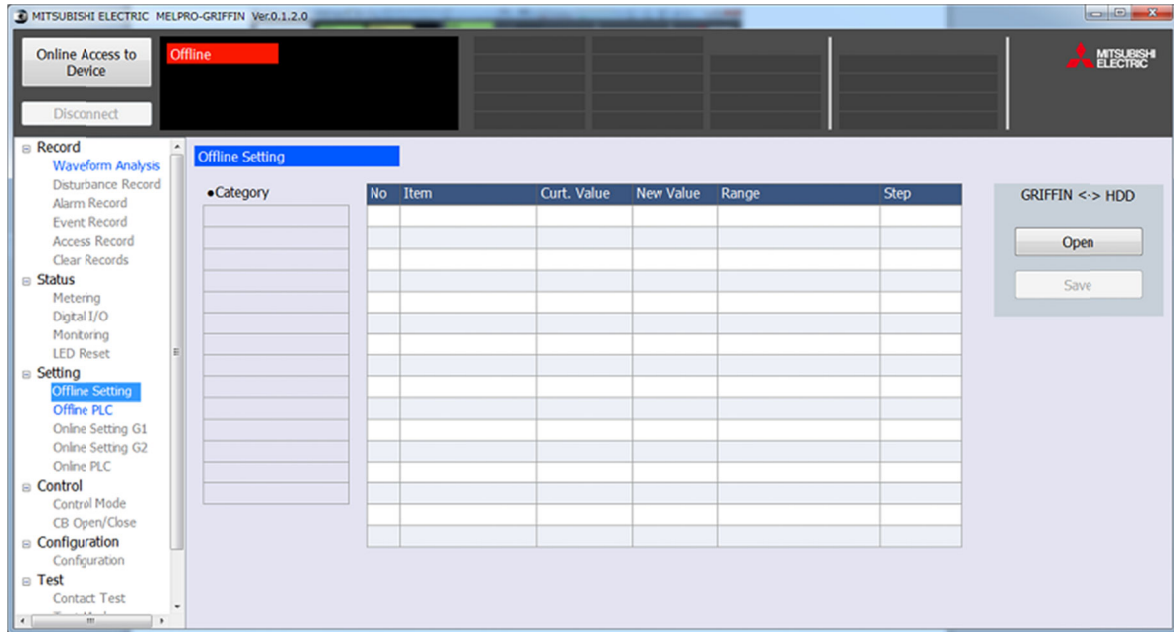 MITSUBISHI ELECTRIC MELPRO-GRIFFIN Ver.0.1.2.0
Online Access to
Device
Disconnect
Offline
MITSUBISHI
ELECTRIC
Record
Waveform Analysis
Disturbance Record
Alarm Record
Event Record
Access Record
Clear Records
Status
Metering
Digital I/O
Monitoring
LED Reset
Setting
Offline Setting
Offline PLC
Online Setting G1
Online Setting G2
Online PLC
Control
Control Mode
CB Open/Close
Configuration
Configuration
Test
Contact Test
Offline Setting
●Category
No Item Curt. Value New Value Range Step
GRIFFIN <-> HDD
Open
Save